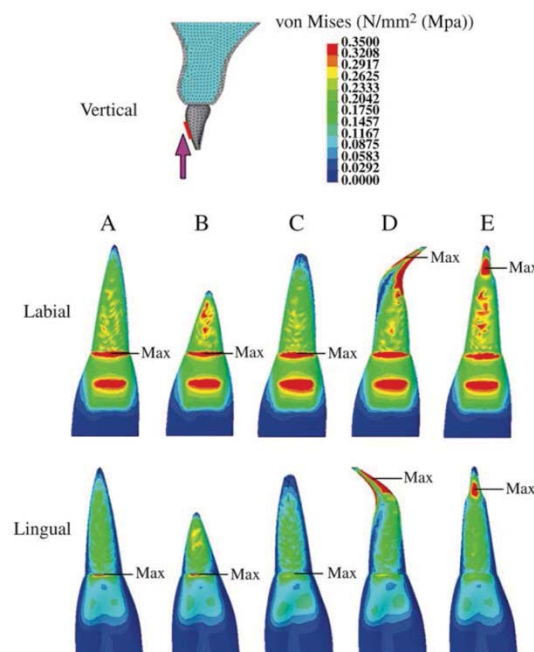 von Mises (N/mm² (Mpa))
0.3500
0.3208
0.2917
0.2625
0.2333
0.2042
0.1750
0.1457
0.1167
0.0875
0.0583
0.0292
0.0000
Vertical
A B C D E
Labial
Max
Max
Max
Max
Max
Lingual
Max
Max
Max
Max
Max